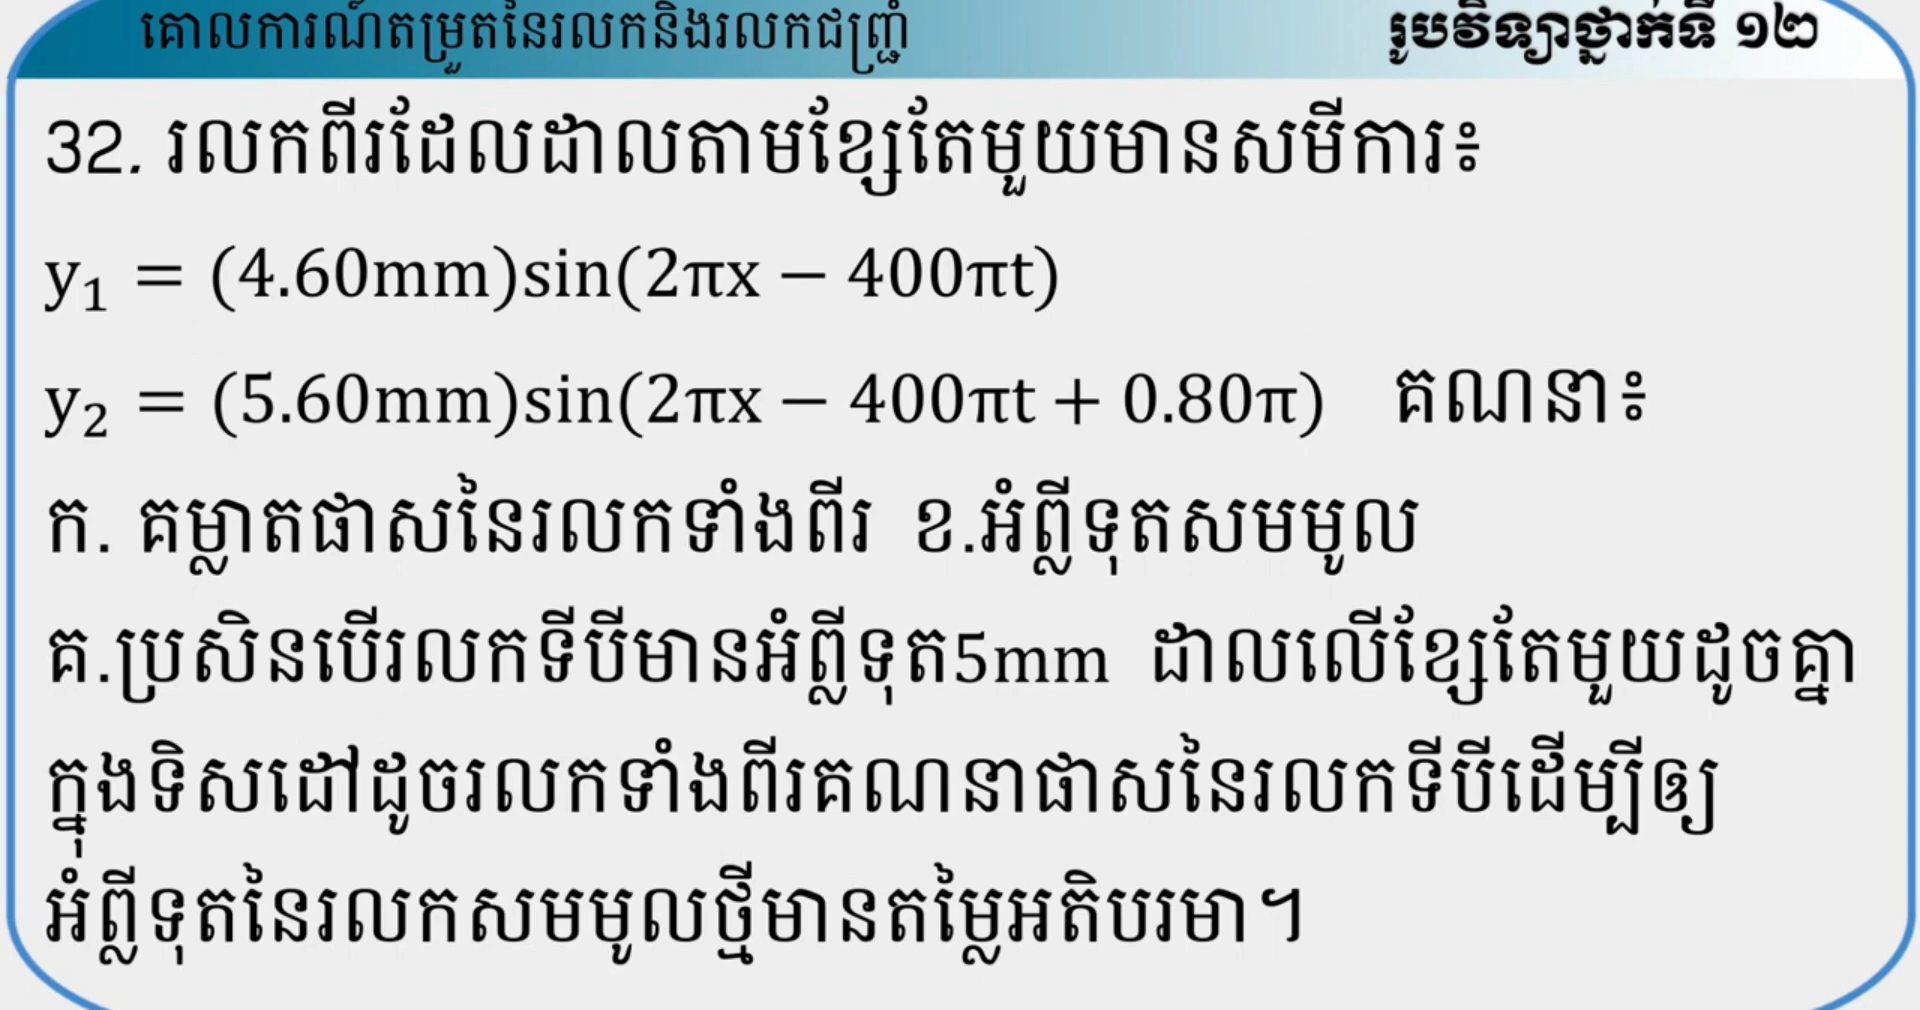 គោលការណ៍តម្រួតនៃរលកនិងរលកជញ្ជ្រំ
រូបវិទ្យាថ្នាក់ទី ១២
32. រលកពីរដែលដាលតាមខ្សែតែមួយមានសមីការ៖
y₁ = (4.60mm)sin(2πx − 400πt)
y₂ = (5.60mm)sin(2πx − 400πt + 0.80π) គណនា៖
ក. គម្លាតផាសនៃរលកទាំងពីរ ខ.អំព្លីទុតសមមូល
គ.ប្រសិនបើរលកទីបីមានអំព្លីទុត5mm ដាលលើខ្សែតែមួយដូចគ្នា
ក្នុងទិសដៅដូចរលកទាំងពីរគណនាផាសនៃរលកទីបីដើម្បីឲ្យ
អំព្លីទុតនៃរលកសមមូលថ្មីមានតម្លៃអតិបរមា។